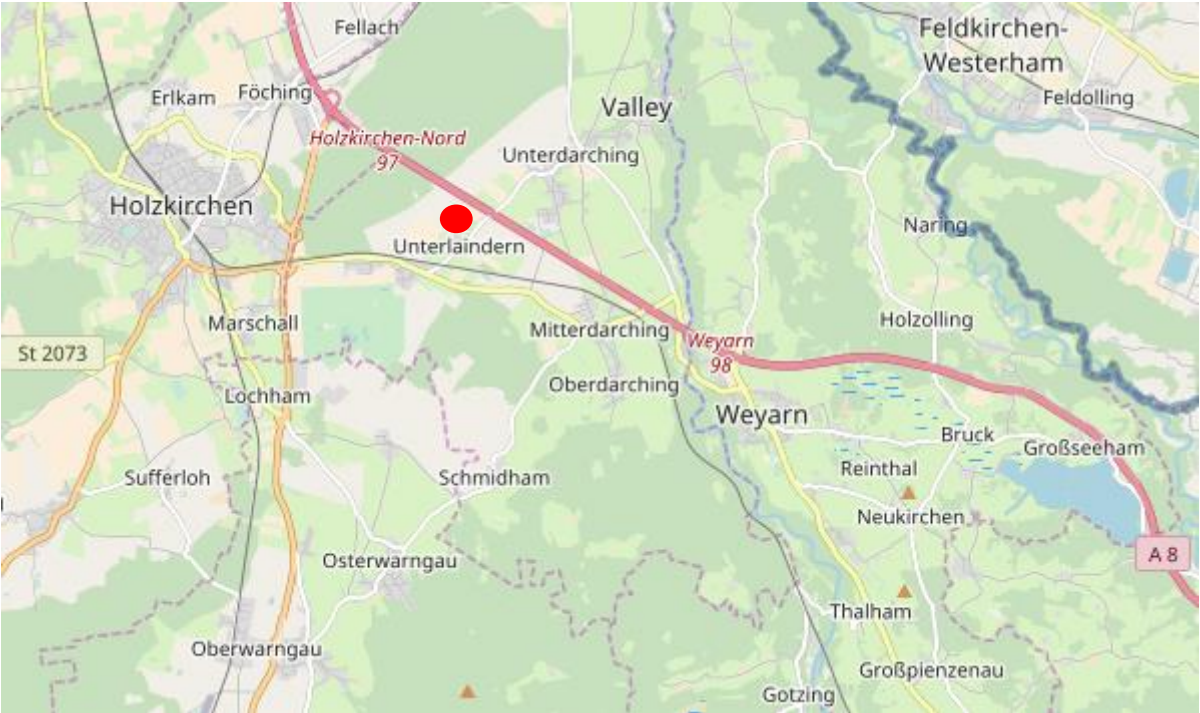 Fellach
Feldkirchen-
Westerham
Erlkam
Föching
Valley
Feldolling
Holzkirchen-Nord
97
Unterdarching
Holzkirchen
Naring
Unterlaindern
Marschall
Mitterdarching
Holzolling
Weyarn
98
St 2073
Oberdarching
Lochham
Weyarn
Bruck
Großseeham
Sufferloh
Schmidham
Reinthal
Neukirchen
A 8
Osterwarngau
Thalham
Oberwarngau
Großpienzenau
Gotzing